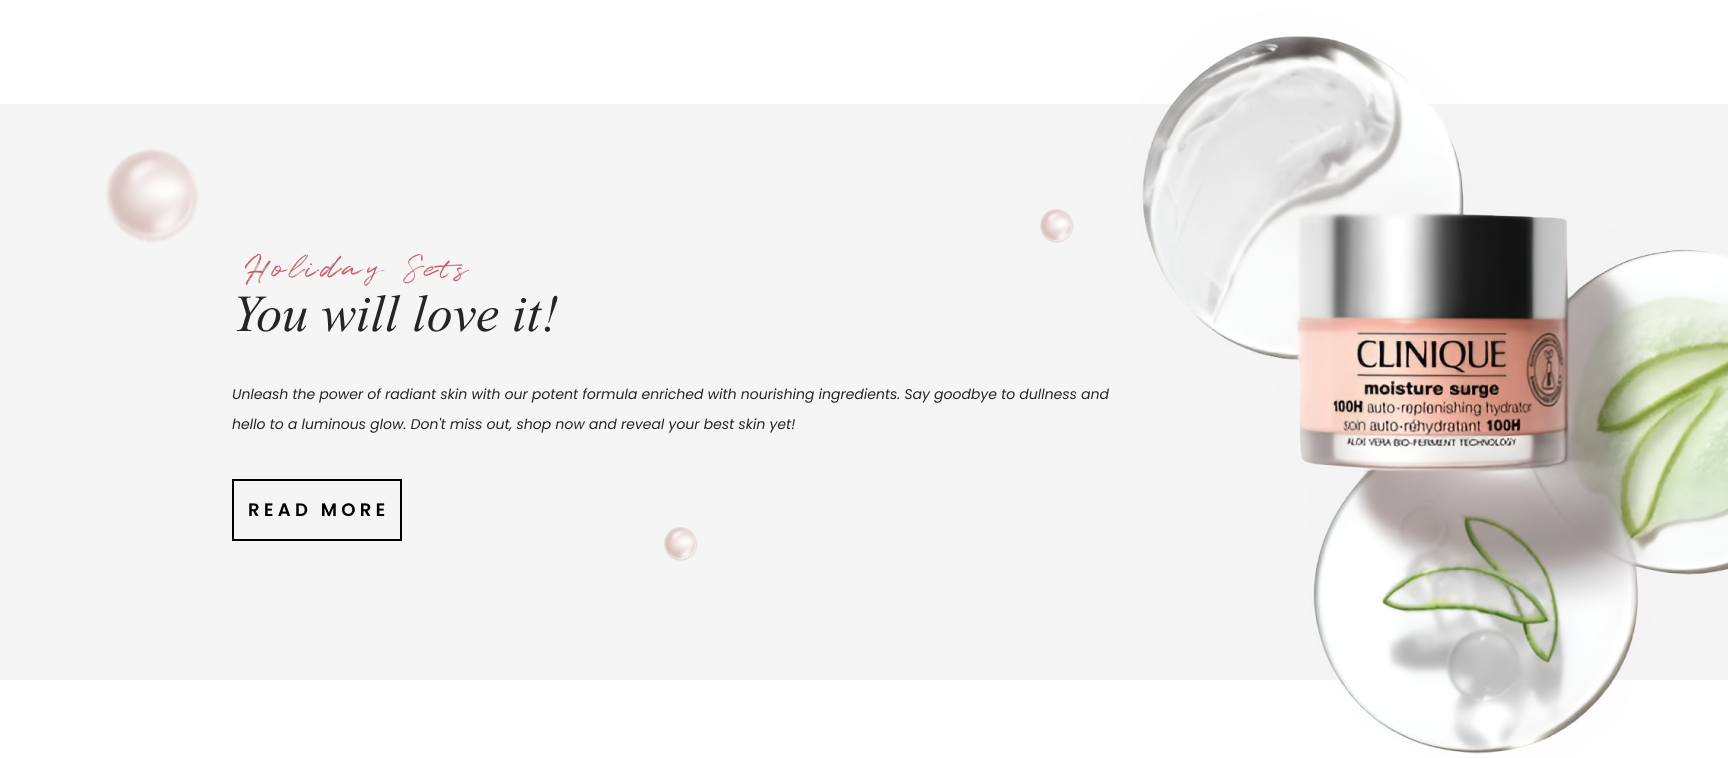 Holiday Sets
You will love it!
Unleash the power of radiant skin with our potent formula enriched with nourishing ingredients. Say goodbye to dullness and
hello to a luminous glow. Don't miss out, shop now and reveal your best skin yet!
READ MORE
CLINIQUE
moisture surge
100H auto-replenishing hydrator
soin auto-réhydratant 100H
ALOE VERA BIO-FERMENT TECHNOLOGY